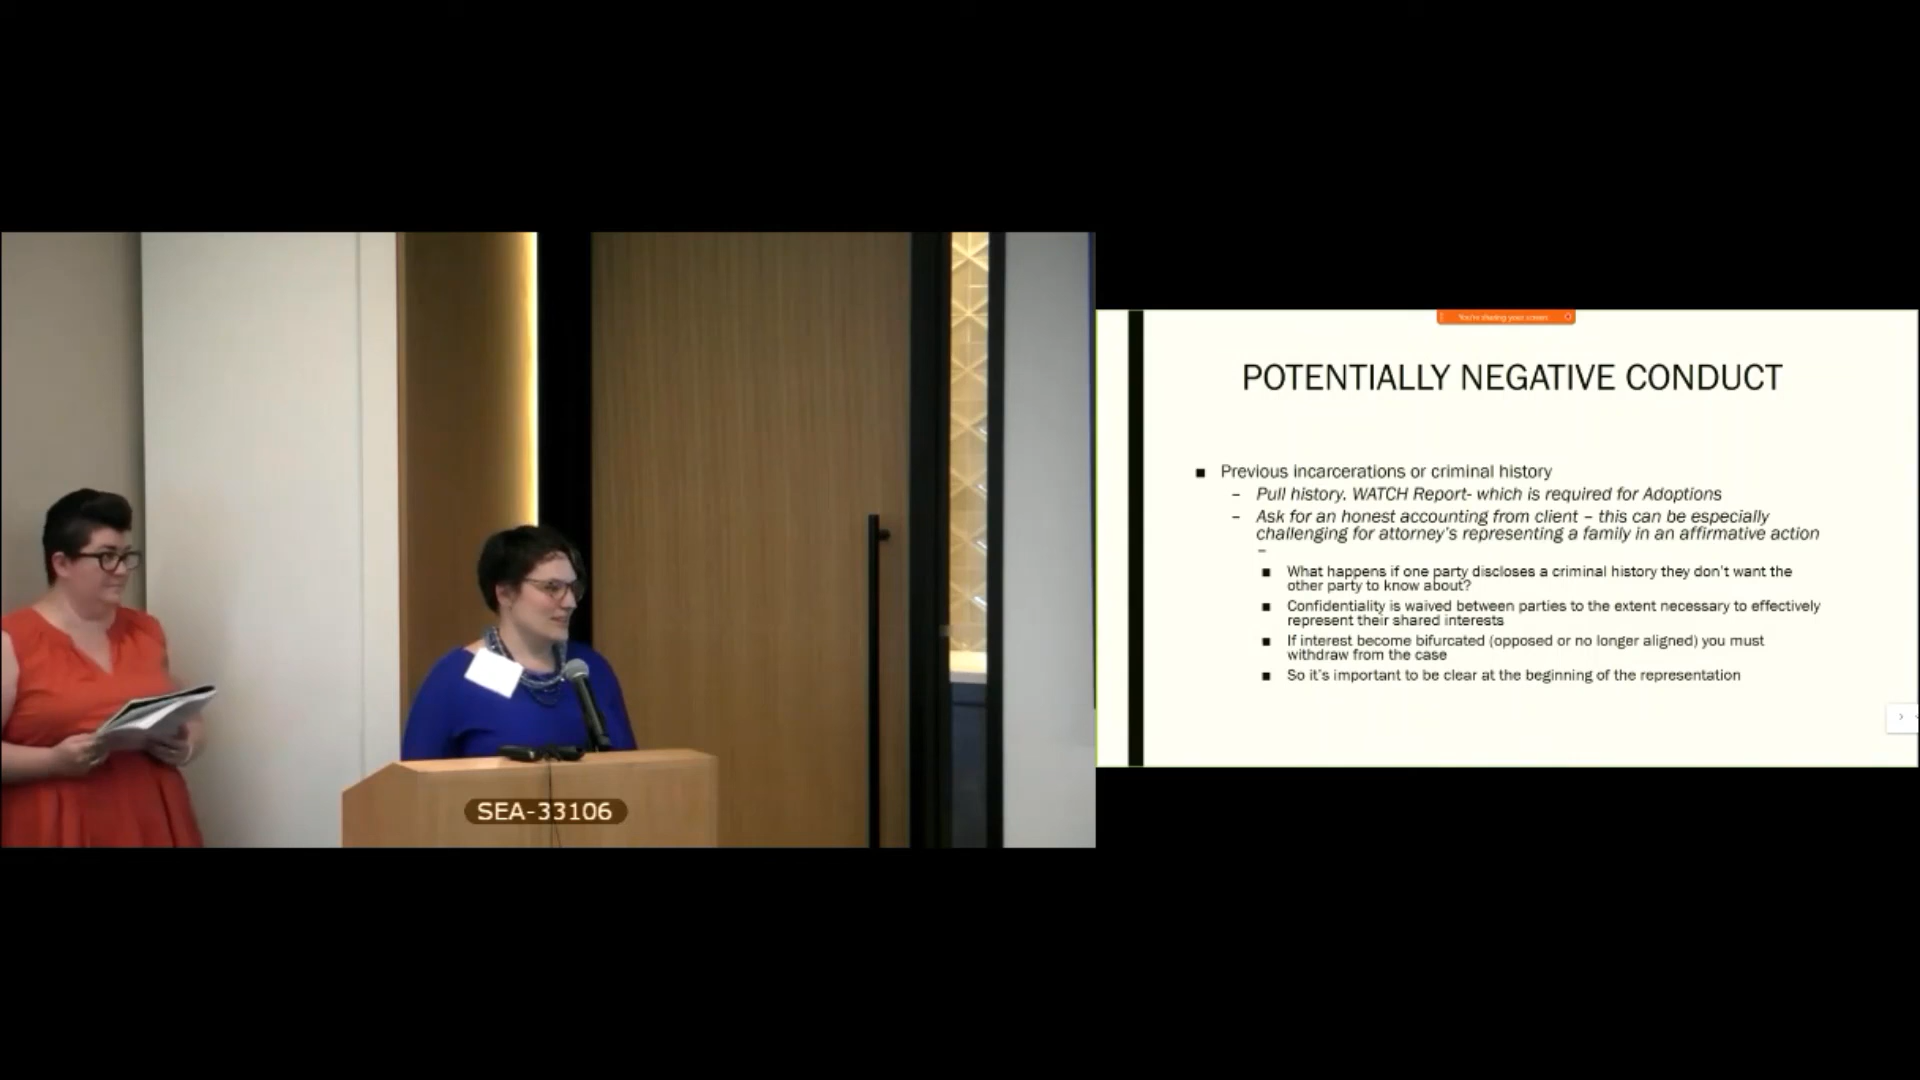 SEA-33106
You're sharing your screen
POTENTIALLY NEGATIVE CONDUCT
■ Previous incarcerations or criminal history
– Pull history. WATCH Report- which is required for Adoptions
– Ask for an honest accounting from client – this can be especially
challenging for attorney's representing a family in an affirmative action
–
■ What happens if one party discloses a criminal history they don't want the
other party to know about?
■ Confidentiality is waived between parties to the extent necessary to effectively
represent their shared interests
■ If interest become bifurcated (opposed or no longer aligned) you must
withdraw from the case
■ So it's important to be clear at the beginning of the representation